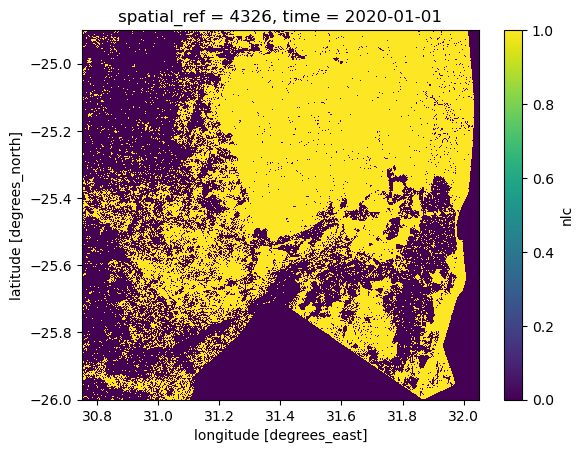 spatial_ref = 4326, time = 2020-01-01
−25.0
−25.2
−25.4
−25.6
−25.8
−26.0
latitude [degrees_north]
30.8 31.0 31.2 31.4 31.6 31.8 32.0
longitude [degrees_east]
1.0
0.8
0.6
0.4
0.2
0.0
nlc